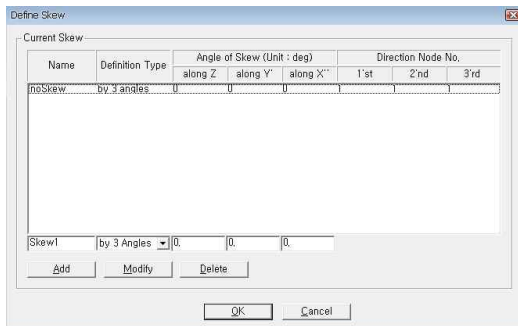 Define Skew
Current Skew
Name Definition Type Angle of Skew (Unit : deg) Direction Node No,
along Z along Y' along X'' 1'st 2'nd 3'rd
noSkew by 3 angles 0 0 0 1 1 1
Skew1 by 3 Angles 0, 0, 0,
Add Modify Delete
OK Cancel